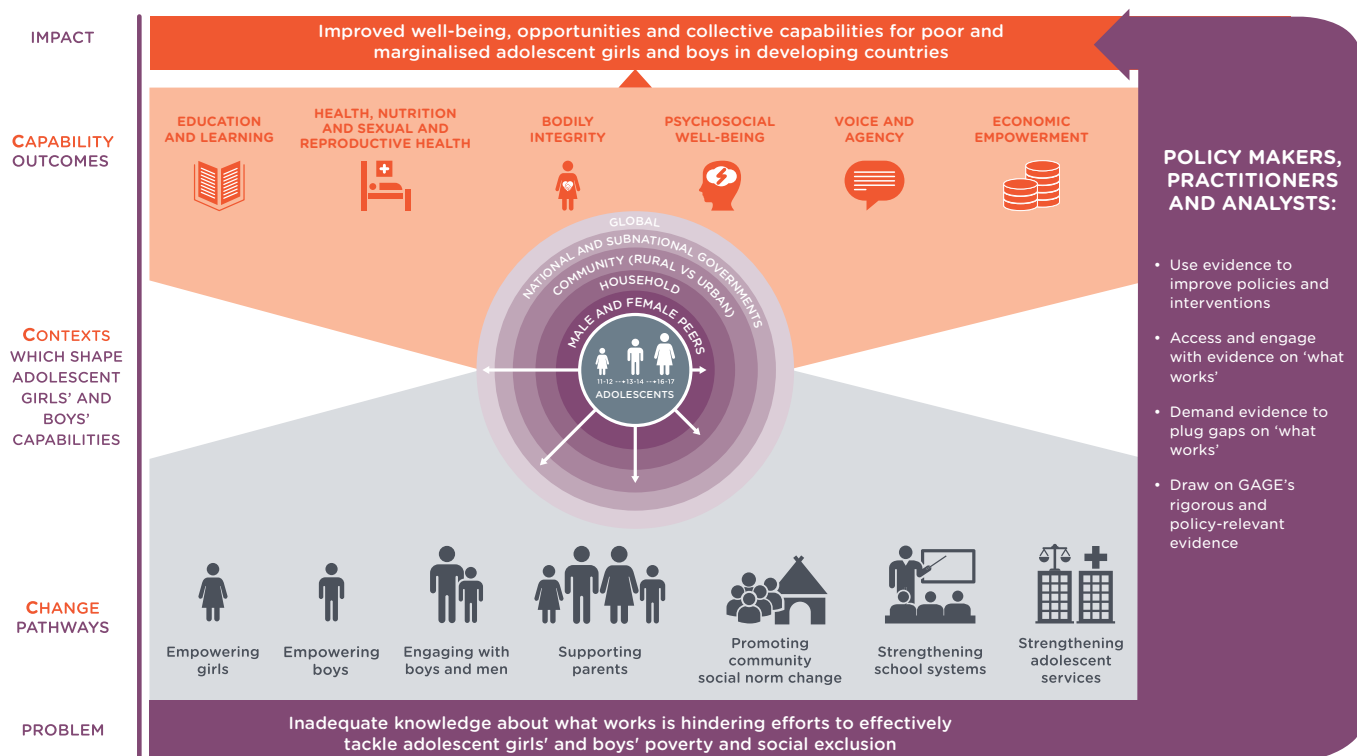 IMPACT
Improved well-being, opportunities and collective capabilities for poor and
marginalised adolescent girls and boys in developing countries
CAPABILITY
OUTCOMES
EDUCATION
AND LEARNING
HEALTH, NUTRITION
AND SEXUAL AND
REPRODUCTIVE HEALTH
BODILY
INTEGRITY
PSYCHOSOCIAL
WELL-BEING
VOICE AND
AGENCY
ECONOMIC
EMPOWERMENT
CONTEXTS
WHICH SHAPE
ADOLESCENT
GIRLS' AND
BOYS'
CAPABILITIES
GLOBAL
NATIONAL AND SUBNATIONAL GOVERNMENTS
COMMUNITY (RURAL VS URBAN)
HOUSEHOLD
MALE AND FEMALE PEERS
11-12 --→13-14 --→16-17
ADOLESCENTS
CHANGE
PATHWAYS
Empowering
girls
Empowering
boys
Engaging with
boys and men
Supporting
parents
Promoting
community
social norm change
Strengthening
school systems
Strengthening
adolescent
services
PROBLEM
Inadequate knowledge about what works is hindering efforts to effectively
tackle adolescent girls' and boys' poverty and social exclusion
POLICY MAKERS,
PRACTITIONERS
AND ANALYSTS:
• Use evidence to
improve policies and
interventions
• Access and engage
with evidence on ‘what
works’
• Demand evidence to
plug gaps on ‘what
works’
• Draw on GAGE’s
rigorous and
policy-relevant
evidence